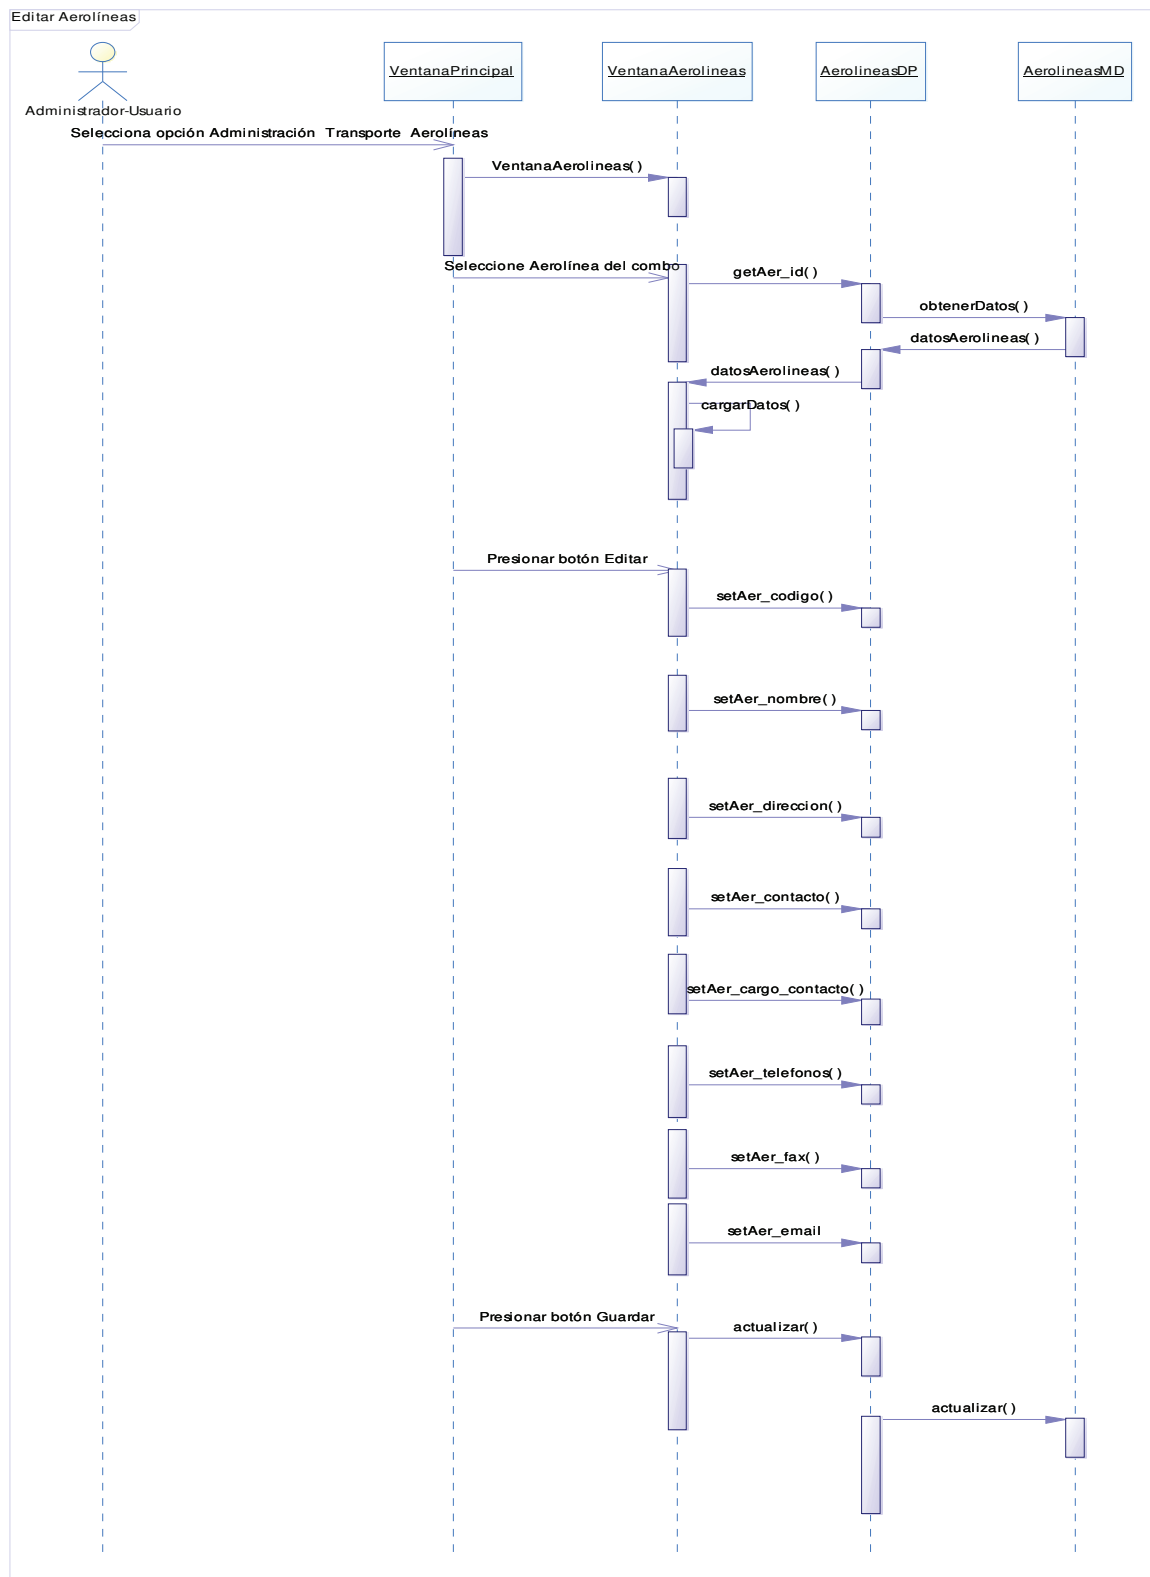 Editar Aerolíneas
VentanaPrincipal
VentanaAerolineas
AerolineasDP
AerolineasMD
Administrador-Usuario
Selecciona opción Administración Transporte Aerolíneas
VentanaAerolineas( )
Seleccione Aerolínea del combo
getAer_id( )
obtenerDatos( )
datosAerolineas( )
datosAerolineas( )
cargarDatos( )
Presionar botón Editar
setAer_codigo( )
setAer_nombre( )
setAer_direccion( )
setAer_contacto( )
setAer_cargo_contacto( )
setAer_telefonos( )
setAer_fax( )
setAer_email
Presionar botón Guardar
actualizar( )
actualizar( )